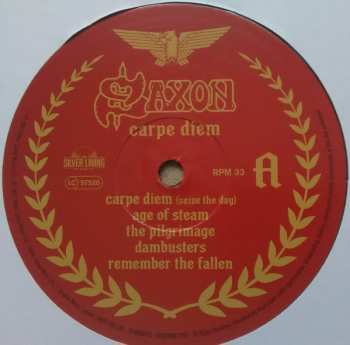 SAXON
carpe diem
SILVER LINING
LC 57520
RPM 33
A
carpe diem (seize the day)
age of steam
the pilgrimage
dambusters
remember the fallen